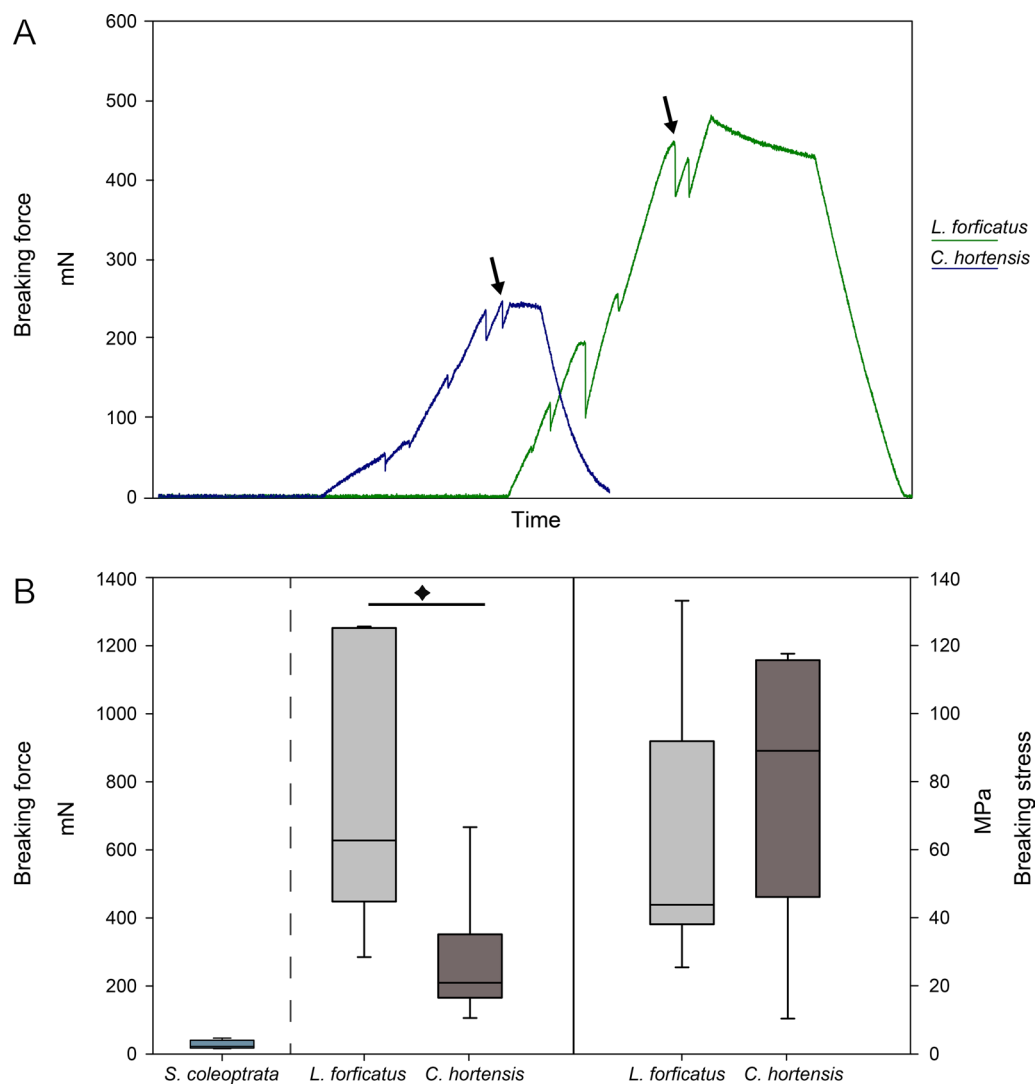 A
600
500
400
300
200
100
0
Breaking force
mN
Time
L. forficatus
C. hortensis
B
1400
1200
1000
800
600
400
200
0
Breaking force
mN
140
120
100
80
60
40
20
0
MPa
Breaking stress
S. coleoptrata L. forficatus C. hortensis L. forficatus C. hortensis